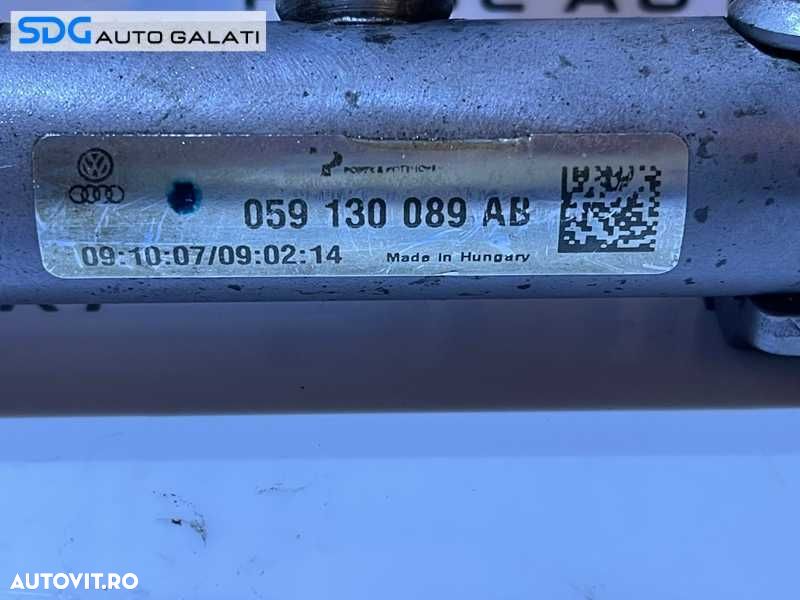 SDG AUTO GALATI
059 130 089 AB
09:10:07/09:02:14 Made in Hungary
AUTOVIT.RO